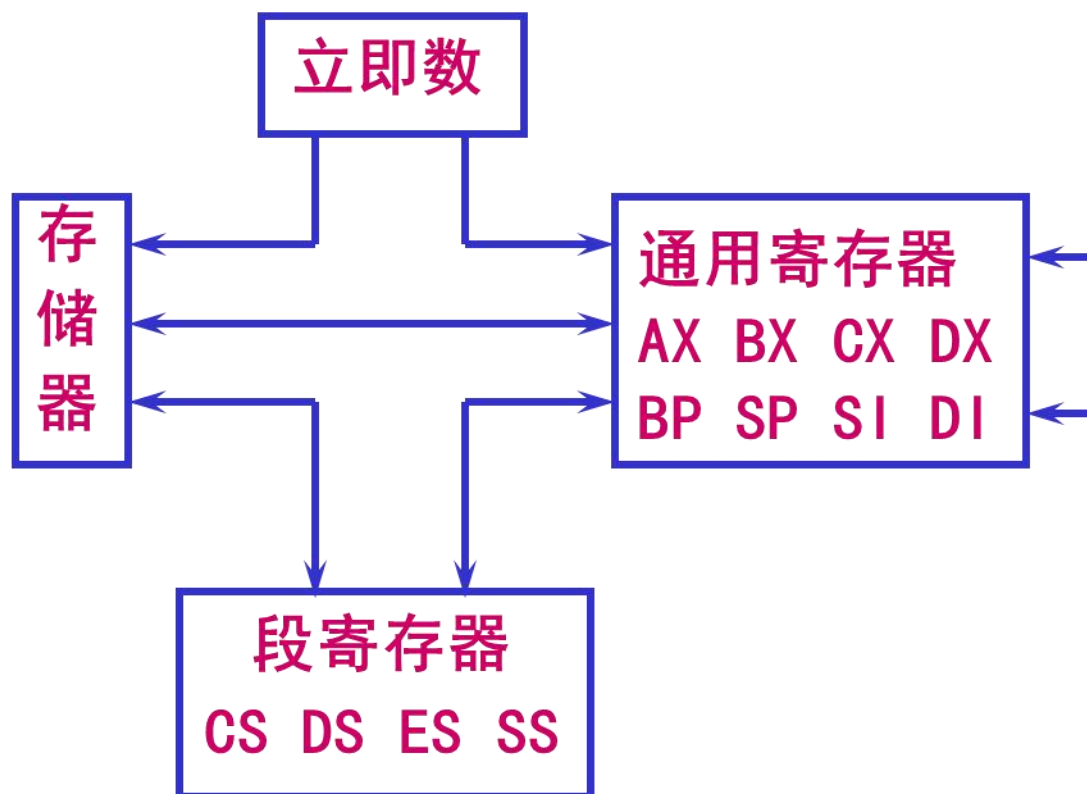 立即数
存
储
器
通用寄存器
AX BX CX DX
BP SP SI DI
段寄存器
CS DS ES SS